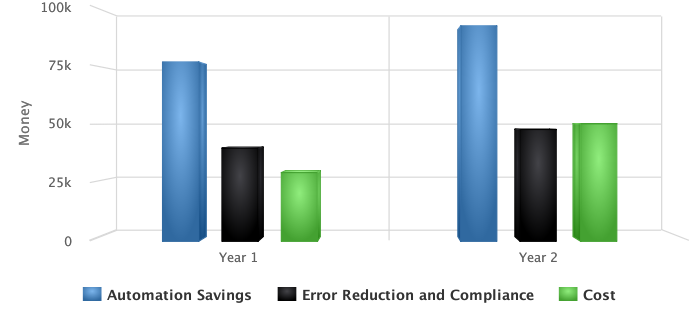 100k
75k
50k
25k
0
Money
Year 1
Year 2
Automation Savings
Error Reduction and Compliance
Cost